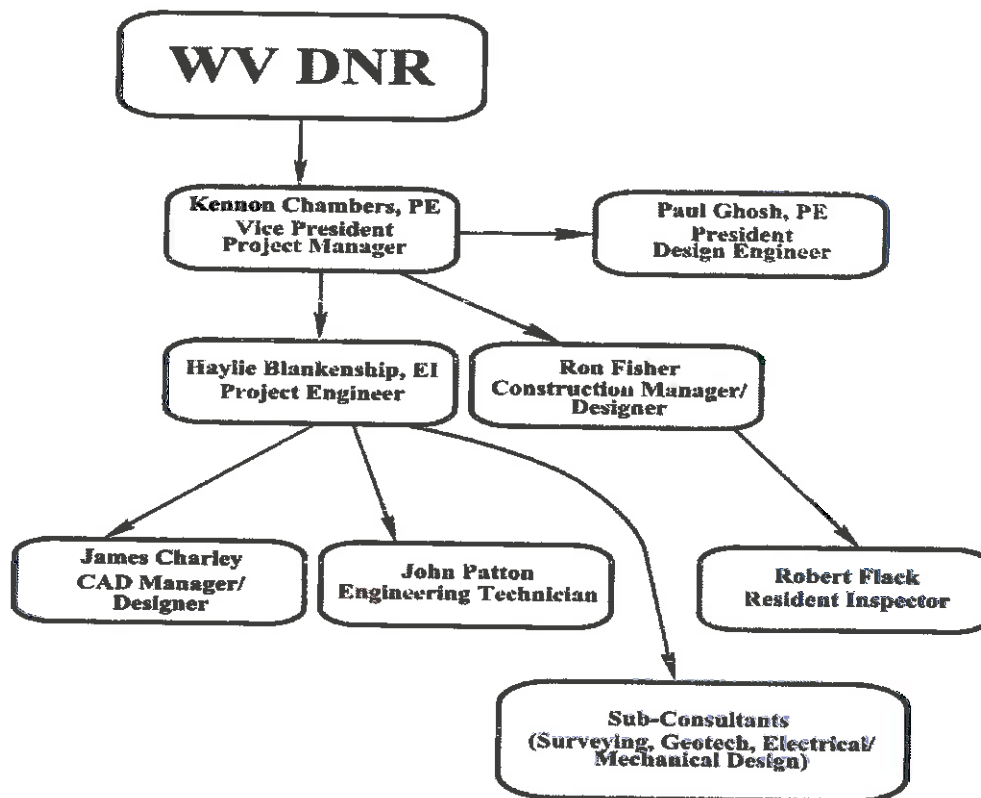 WV DNR
Kennon Chambers, PE
Vice President
Project Manager
Paul Ghosh, PE
President
Design Engineer
Haylie Blankenship, EI
Project Engineer
Ron Fisher
Construction Manager/
Designer
James Charley
CAD Manager/
Designer
John Patton
Engineering Technician
Robert Flack
Resident Inspector
Sub-Consultants
(Surveying, Geotech, Electrical/
Mechanical Design)